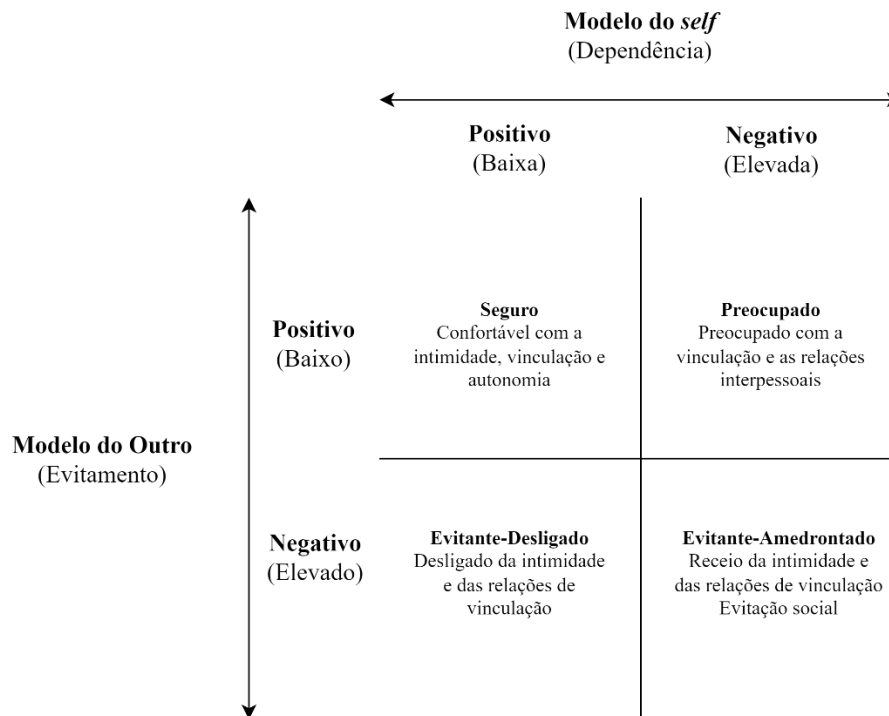 Modelo do self
(Dependência)
Positivo
(Baixa)
Negativo
(Elevada)
Positivo
(Baixo)
Seguro
Confortável com a
intimidade, vinculação e
autonomia
Preocupado
Preocupado com a
vinculação e as relações
interpessoais
Modelo do Outro
(Evitamento)
Negativo
(Elevado)
Evitante-Desligado
Desligado da intimidade
e das relações de
vinculação
Evitante-Amedrontado
Receio da intimidade e
das relações de vinculação
Evitação social